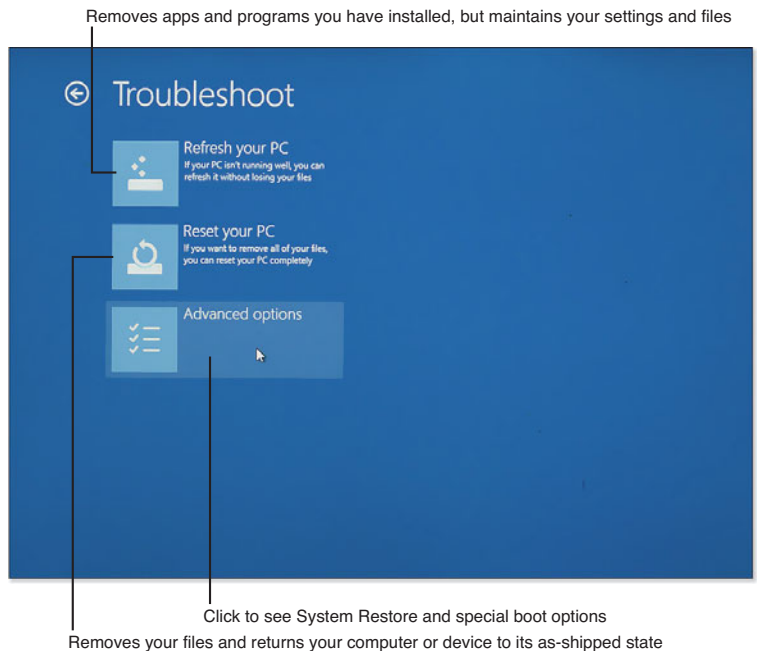 Removes apps and programs you have installed, but maintains your settings and files
Troubleshoot
Refresh your PC
If your PC isn't running well, you can
refresh it without losing your files
Reset your PC
If you want to remove all of your files,
you can reset your PC completely
Advanced options
Click to see System Restore and special boot options
Removes your files and returns your computer or device to its as-shipped state